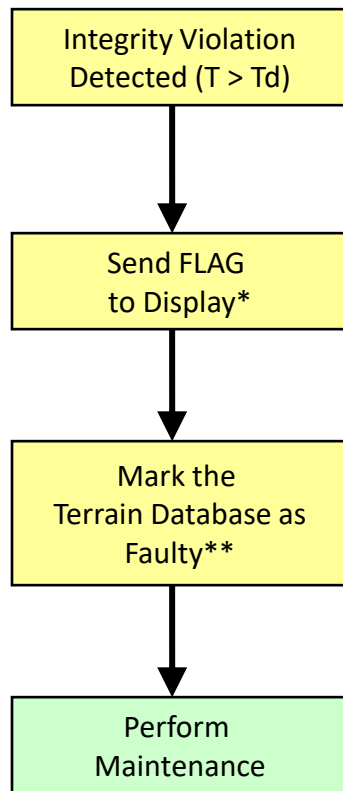 Integrity Violation
Detected (T > Td)
Send FLAG
to Display*
Mark the
Terrain Database as
Faulty**
Perform
Maintenance